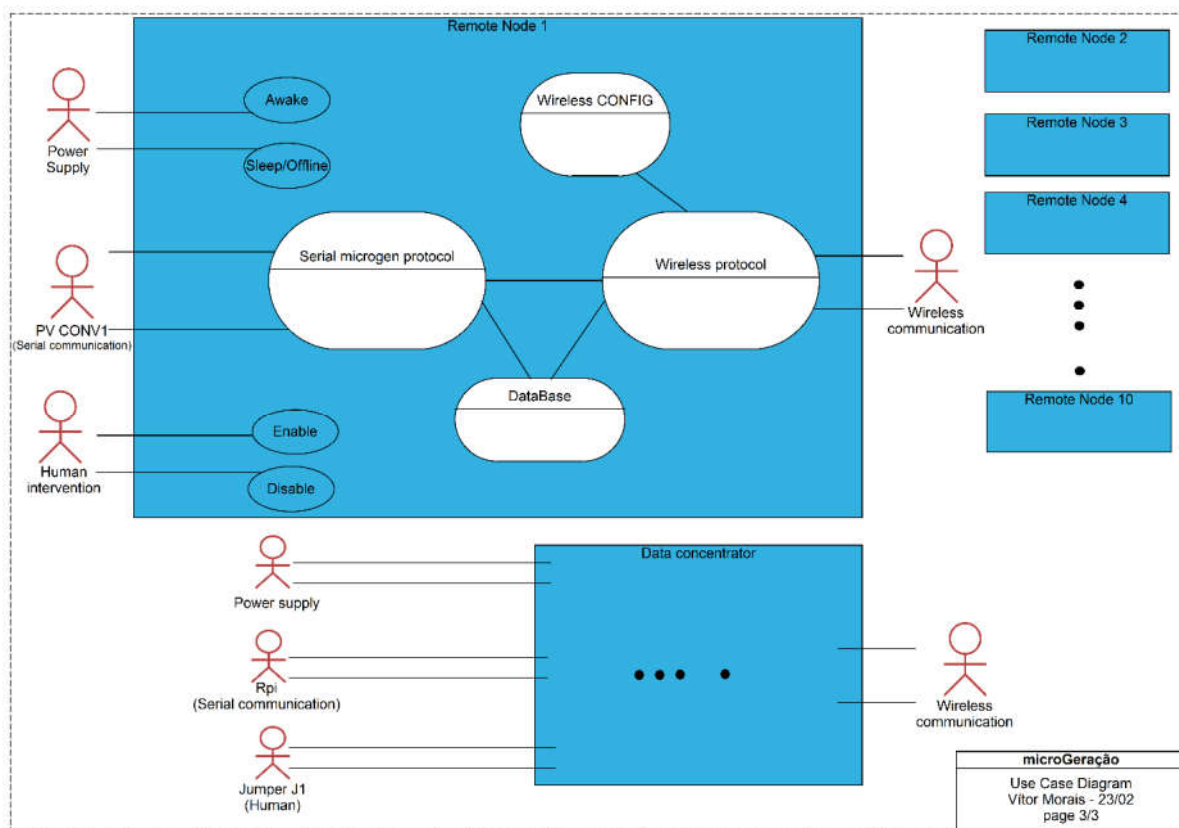 Remote Node 1
Awake
Sleep/Offline
Power
Supply
Wireless CONFIG
Serial microgen protocol
Wireless protocol
PV CONV1
(Serial communication)
Wireless
communication
DataBase
Enable
Disable
Human
intervention
Remote Node 2
Remote Node 3
Remote Node 4
Remote Node 10
Data concentrator
Power supply
Rpi
(Serial communication)
Jumper J1
(Human)
Wireless
communication
microGeração
Use Case Diagram
Vítor Morais - 23/02
page 3/3